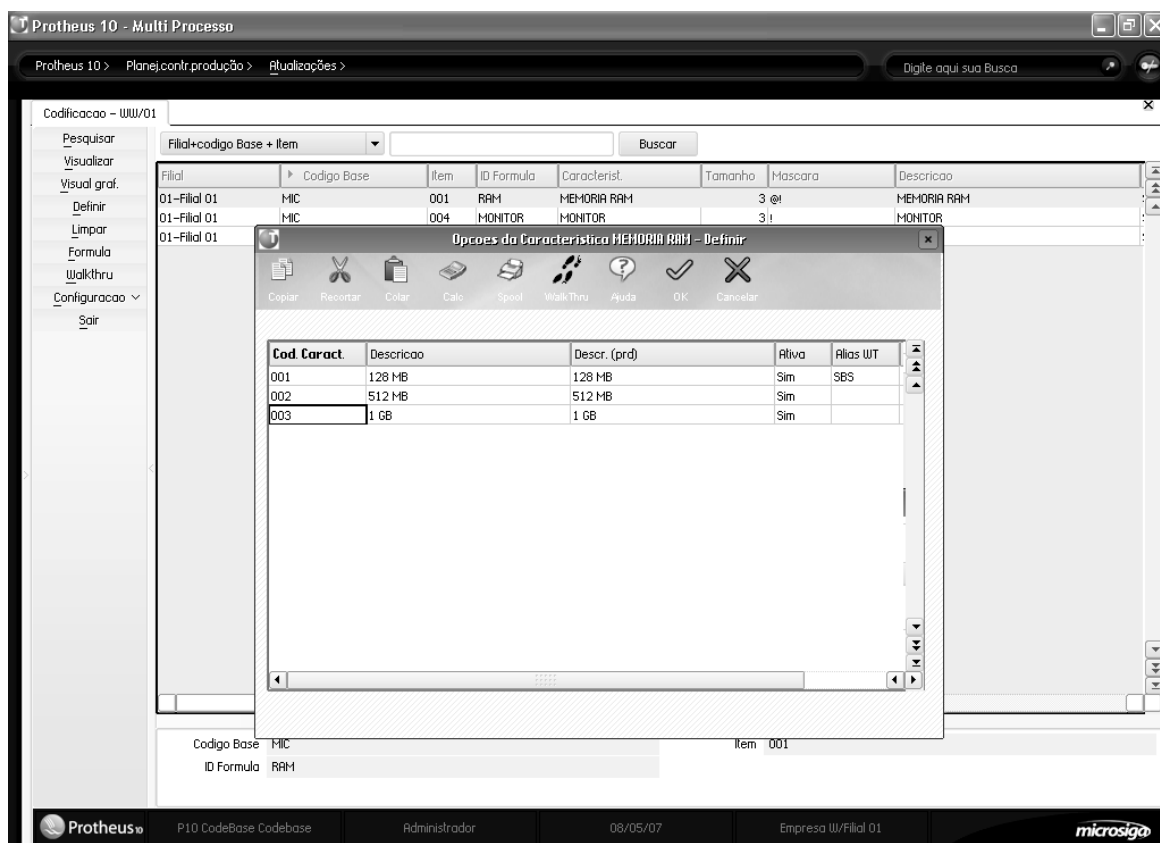 Protheus 10 - Multi Processo
Protheus 10 > Planej.contr.produção > Atualizações >
Digite aqui sua Busca
Codificacao - WW/01
Pesquisar
Visualizar
Visual graf.
Definir
Limpar
Formula
Walkthru
Configuracao
Sair
Filial+codigo Base + Item
Buscar
Filial Codigo Base Item ID Formula Caracterist. Tamanho Mascara Descricao
01-Filial 01 MIC 001 RAM MEMORIA RAM 3 @! MEMORIA RAM
01-Filial 01 MIC 004 MONITOR MONITOR 3 ! MONITOR
01-Filial 01
Opcoes da Caracteristica MEMORIA RAM - Definir
Copiar Recortar Colar Calc Spool WalkThru Ajuda OK Cancelar
Cod. Caract. Descricao Descr. (prd) Ativa Alias WT
001 128 MB 128 MB Sim SBS
002 512 MB 512 MB Sim
003 1 GB 1 GB Sim
Codigo Base MIC Item 001
ID Formula RAM
Protheus 10 P10 CodeBase Codebase Administrador 08/05/07 Empresa W/Filial 01 microsiga